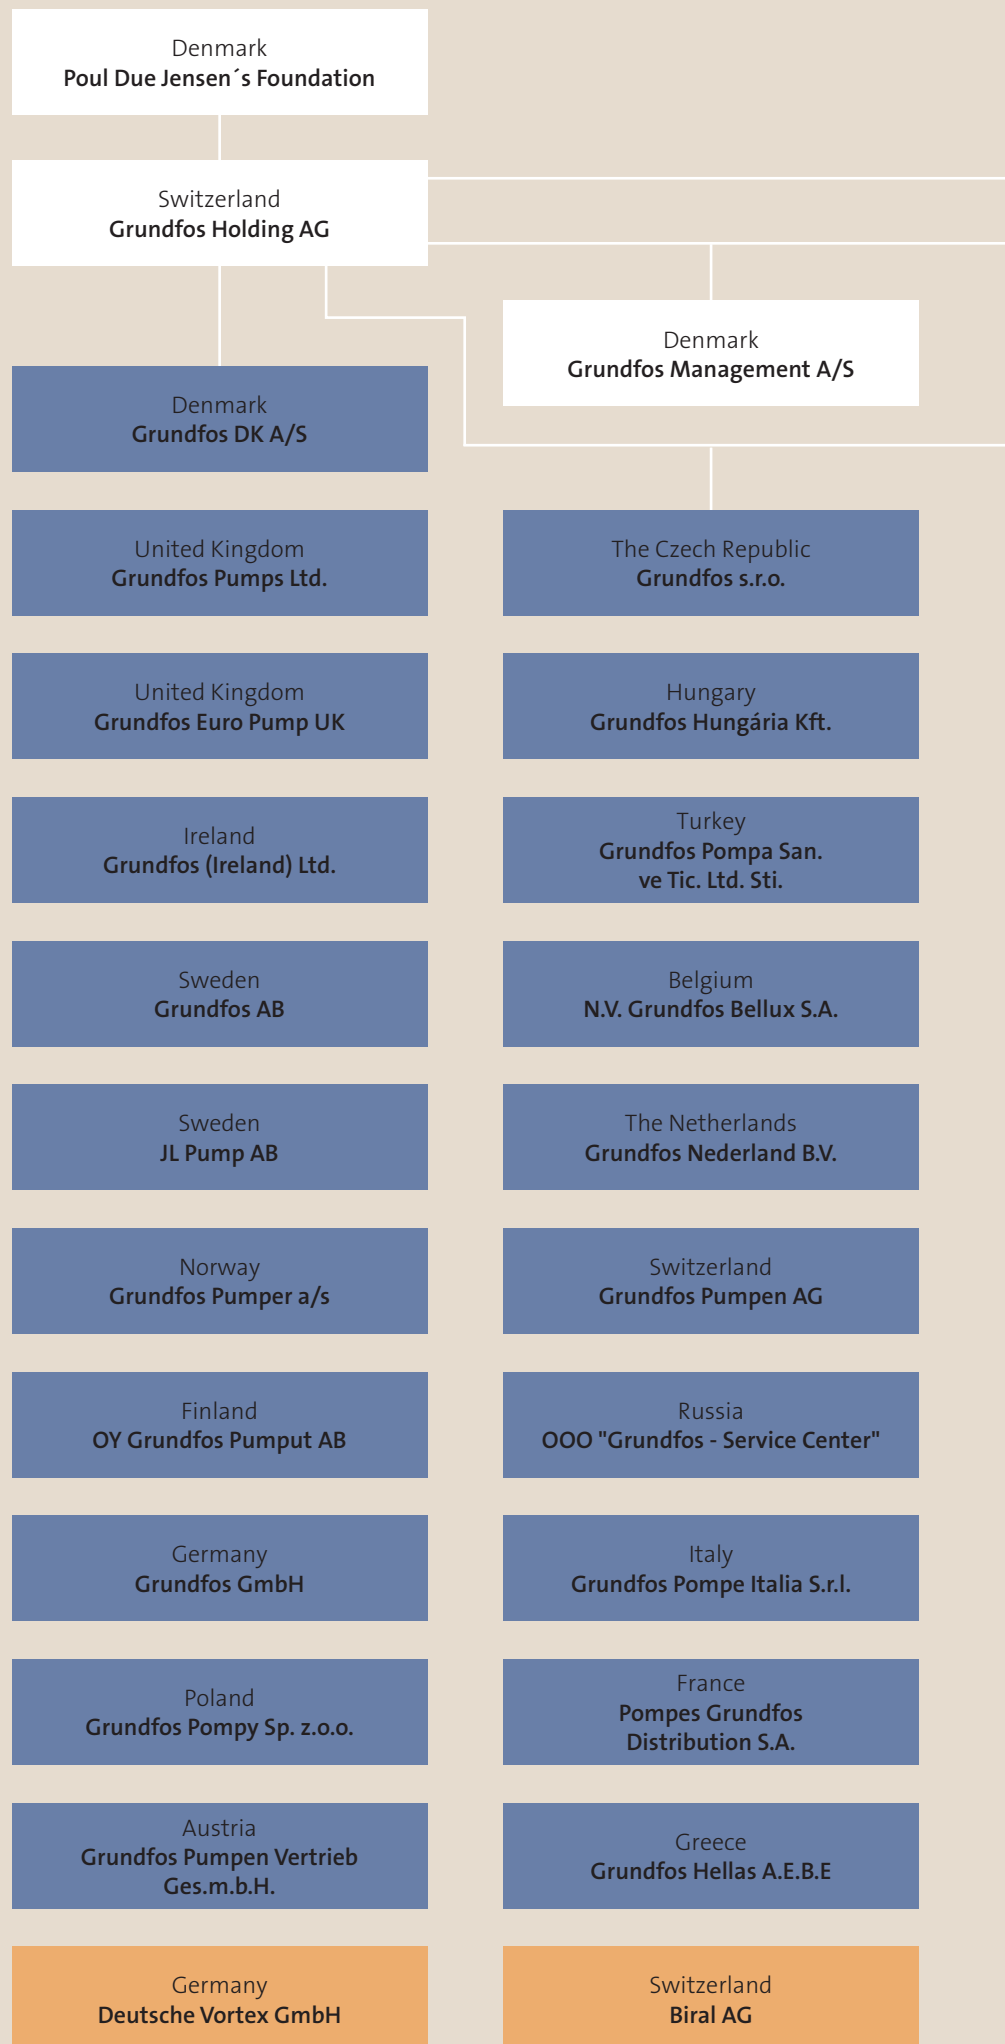 Denmark
Poul Due Jensen´s Foundation
Switzerland
Grundfos Holding AG
Denmark
Grundfos Management A/S
Denmark
Grundfos DK A/S
United Kingdom
Grundfos Pumps Ltd.
United Kingdom
Grundfos Euro Pump UK
Ireland
Grundfos (Ireland) Ltd.
Sweden
Grundfos AB
Sweden
JL Pump AB
Norway
Grundfos Pumper a/s
Finland
OY Grundfos Pumput AB
Germany
Grundfos GmbH
Poland
Grundfos Pompy Sp. z.o.o.
Austria
Grundfos Pumpen Vertrieb
Ges.m.b.H.
Germany
Deutsche Vortex GmbH
The Czech Republic
Grundfos s.r.o.
Hungary
Grundfos Hungária Kft.
Turkey
Grundfos Pompa San.
ve Tic. Ltd. Sti.
Belgium
N.V. Grundfos Bellux S.A.
The Netherlands
Grundfos Nederland B.V.
Switzerland
Grundfos Pumpen AG
Russia
OOO "Grundfos - Service Center"
Italy
Grundfos Pompe Italia S.r.l.
France
Pompes Grundfos
Distribution S.A.
Greece
Grundfos Hellas A.E.B.E
Switzerland
Biral AG